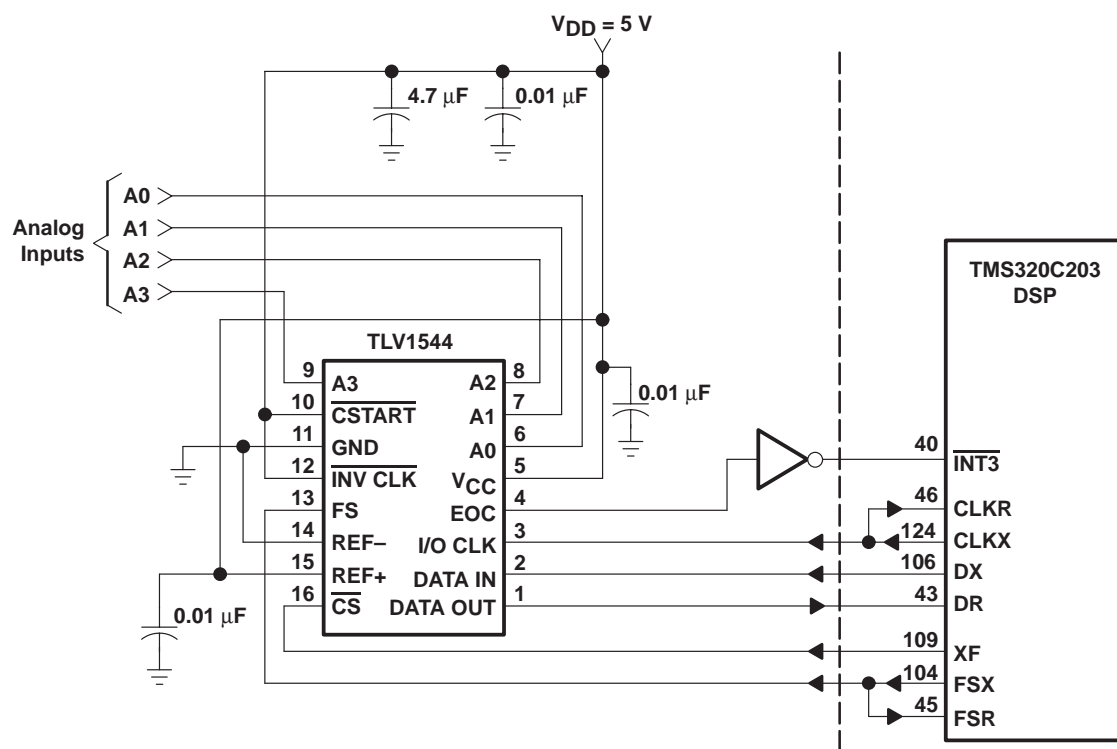 VDD = 5 V
4.7 µF
0.01 µF
Analog
Inputs
A0
A1
A2
A3
TLV1544
9
A3
A2
8
10
CSTART
A1
7
11
GND
A0
6
12
INV CLK
VCC
5
13
FS
EOC
4
14
REF–
I/O CLK
3
15
REF+
DATA IN
2
16
CS
DATA OUT
1
0.01 µF
0.01 µF
TMS320C203
DSP
40
INT3
46
CLKR
124
CLKX
106
DX
43
DR
109
XF
104
FSX
45
FSR